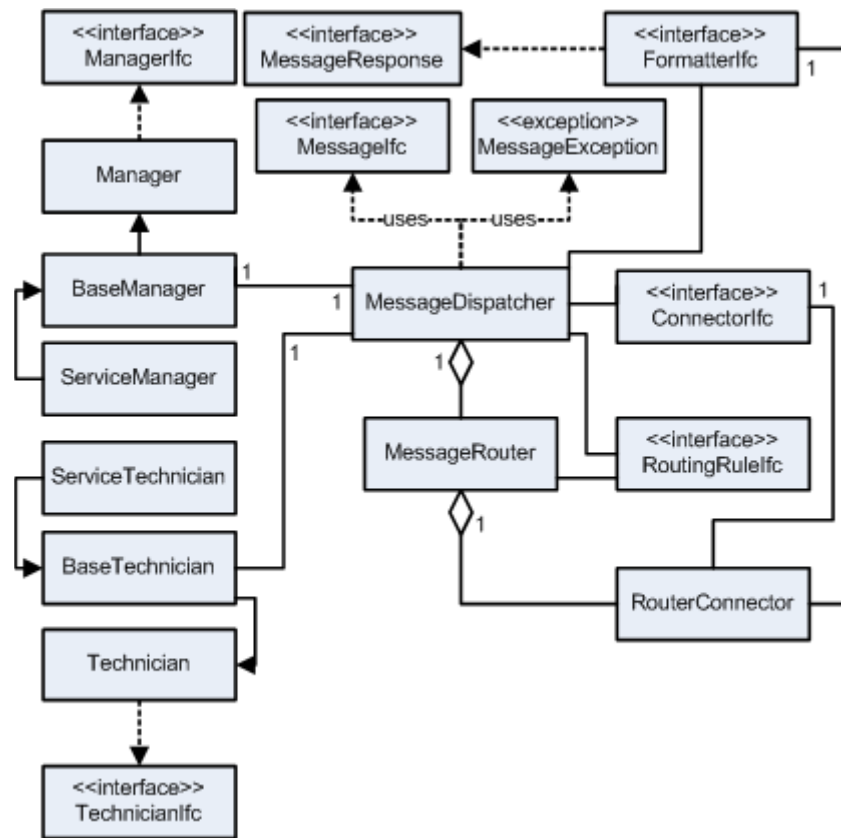 <<interface>>
ManagerIfc
<<interface>>
MessageResponse
<<interface>>
FormatterIfc
1
<<interface>>
MessageIfc
<<exception>>
MessageException
Manager
uses
uses
BaseManager
1
1
MessageDispatcher
<<interface>>
ConnectorIfc
1
1
1
ServiceManager
MessageRouter
<<interface>>
RoutingRuleIfc
ServiceTechnician
1
BaseTechnician
RouterConnector
Technician
<<interface>>
TechnicianIfc